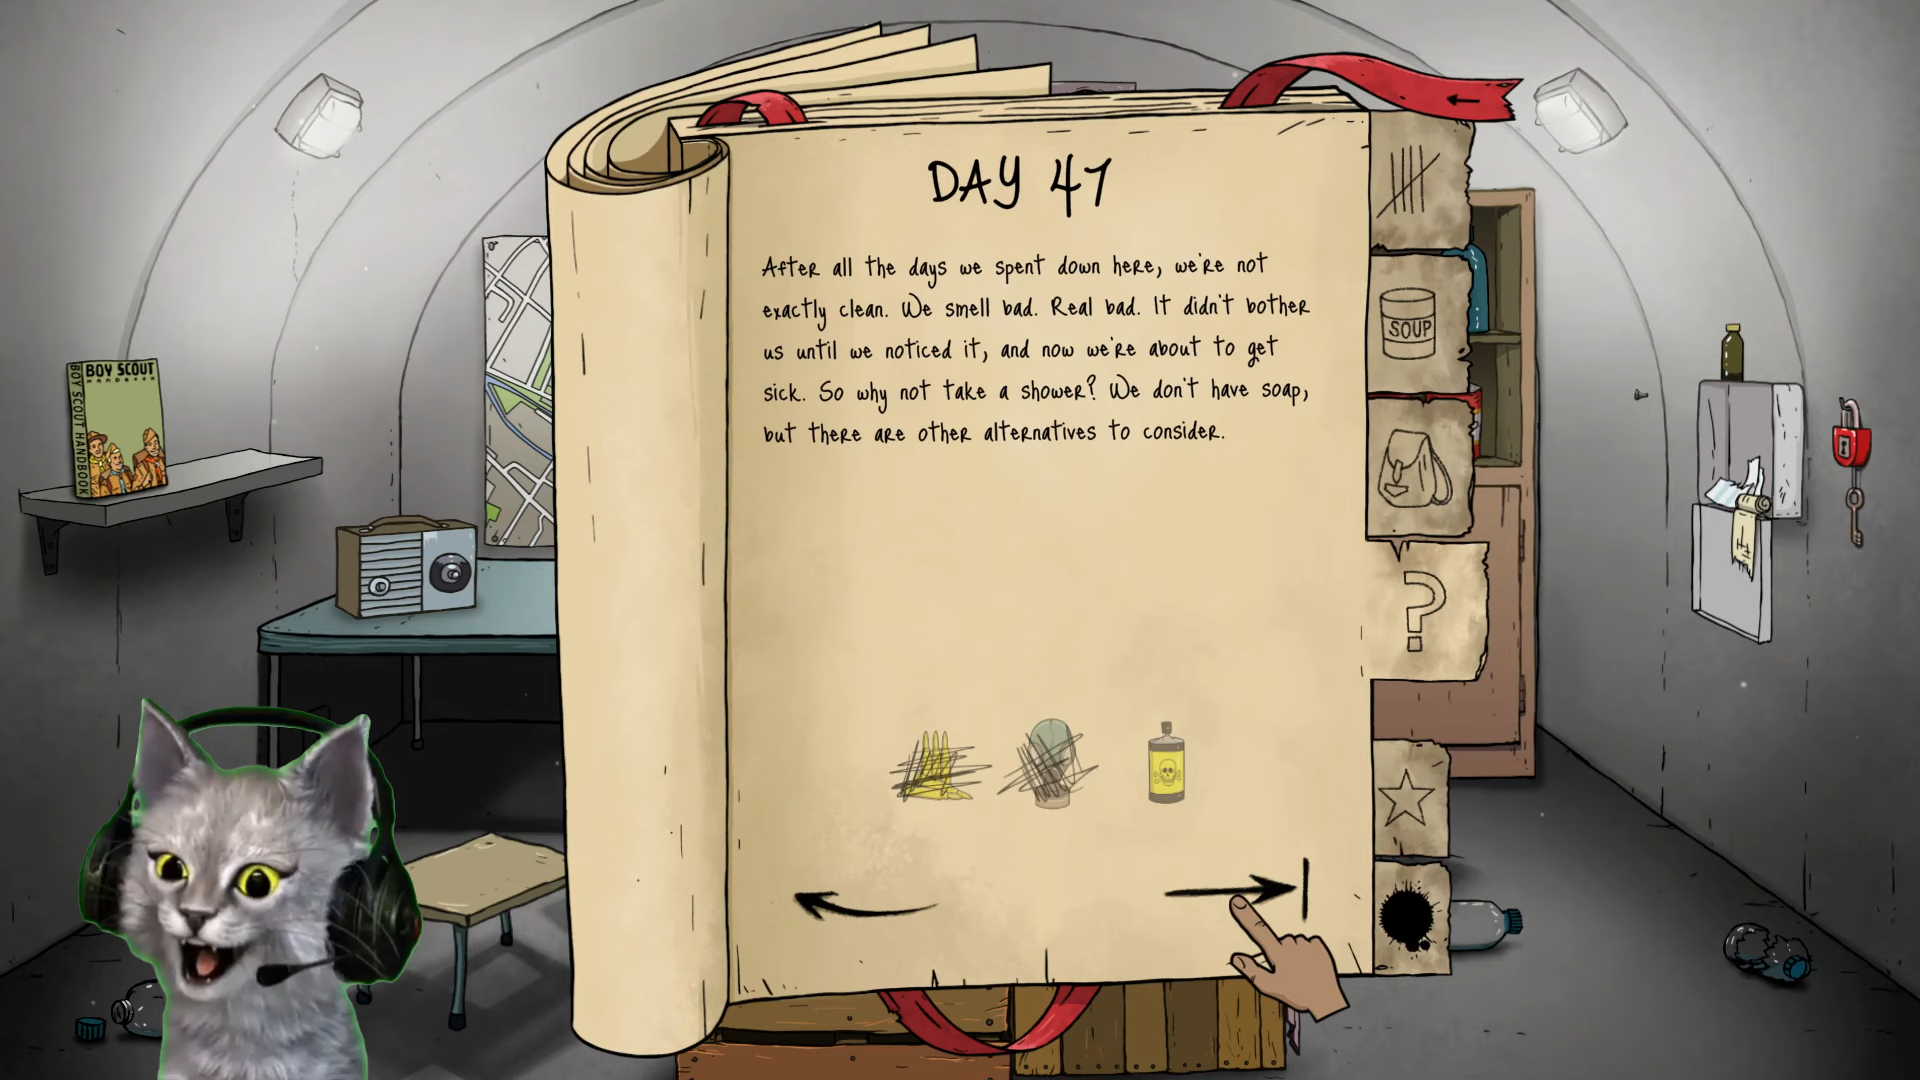 DAY 47
After all the days we spent down here, we're not
exactly clean. We smell bad. Real bad. It didn't bother
us until we noticed it, and now we're about to get
sick. So why not take a shower? We don't have soap,
but there are other alternatives to consider.
SOUP
BOY SCOUT
HANDBOOK
BOY SCOUT HANDBOOK